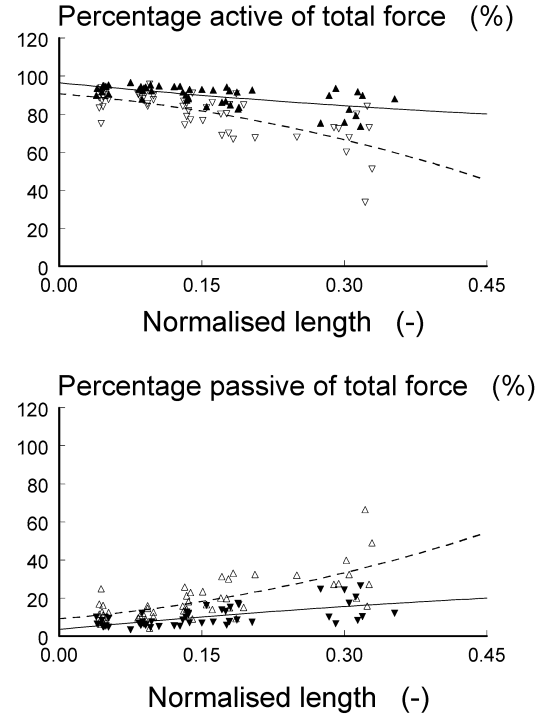 Percentage active of total force (%)
120
100
80
60
40
20
0
0.00 0.15 0.30 0.45
Normalised length (-)
Percentage passive of total force (%)
120
100
80
60
40
20
0
0.00 0.15 0.30 0.45
Normalised length (-)